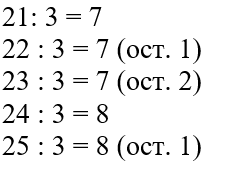 21: 3 = 7
22 : 3 = 7 (ост. 1)
23 : 3 = 7 (ост. 2)
24 : 3 = 8
25 : 3 = 8 (ост. 1)